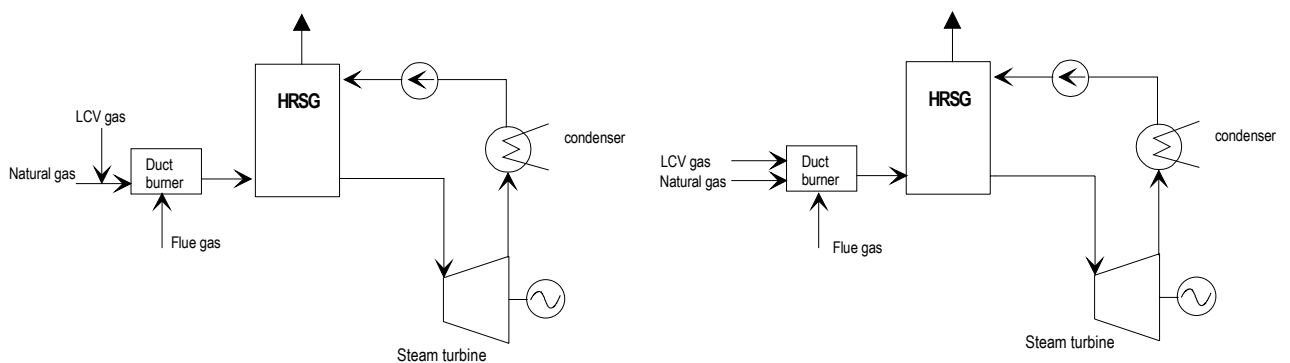 HRSG
LCV gas
Natural gas
Duct
burner
Flue gas
condenser
Steam turbine
HRSG
LCV gas
Natural gas
Duct
burner
Flue gas
condenser
Steam turbine